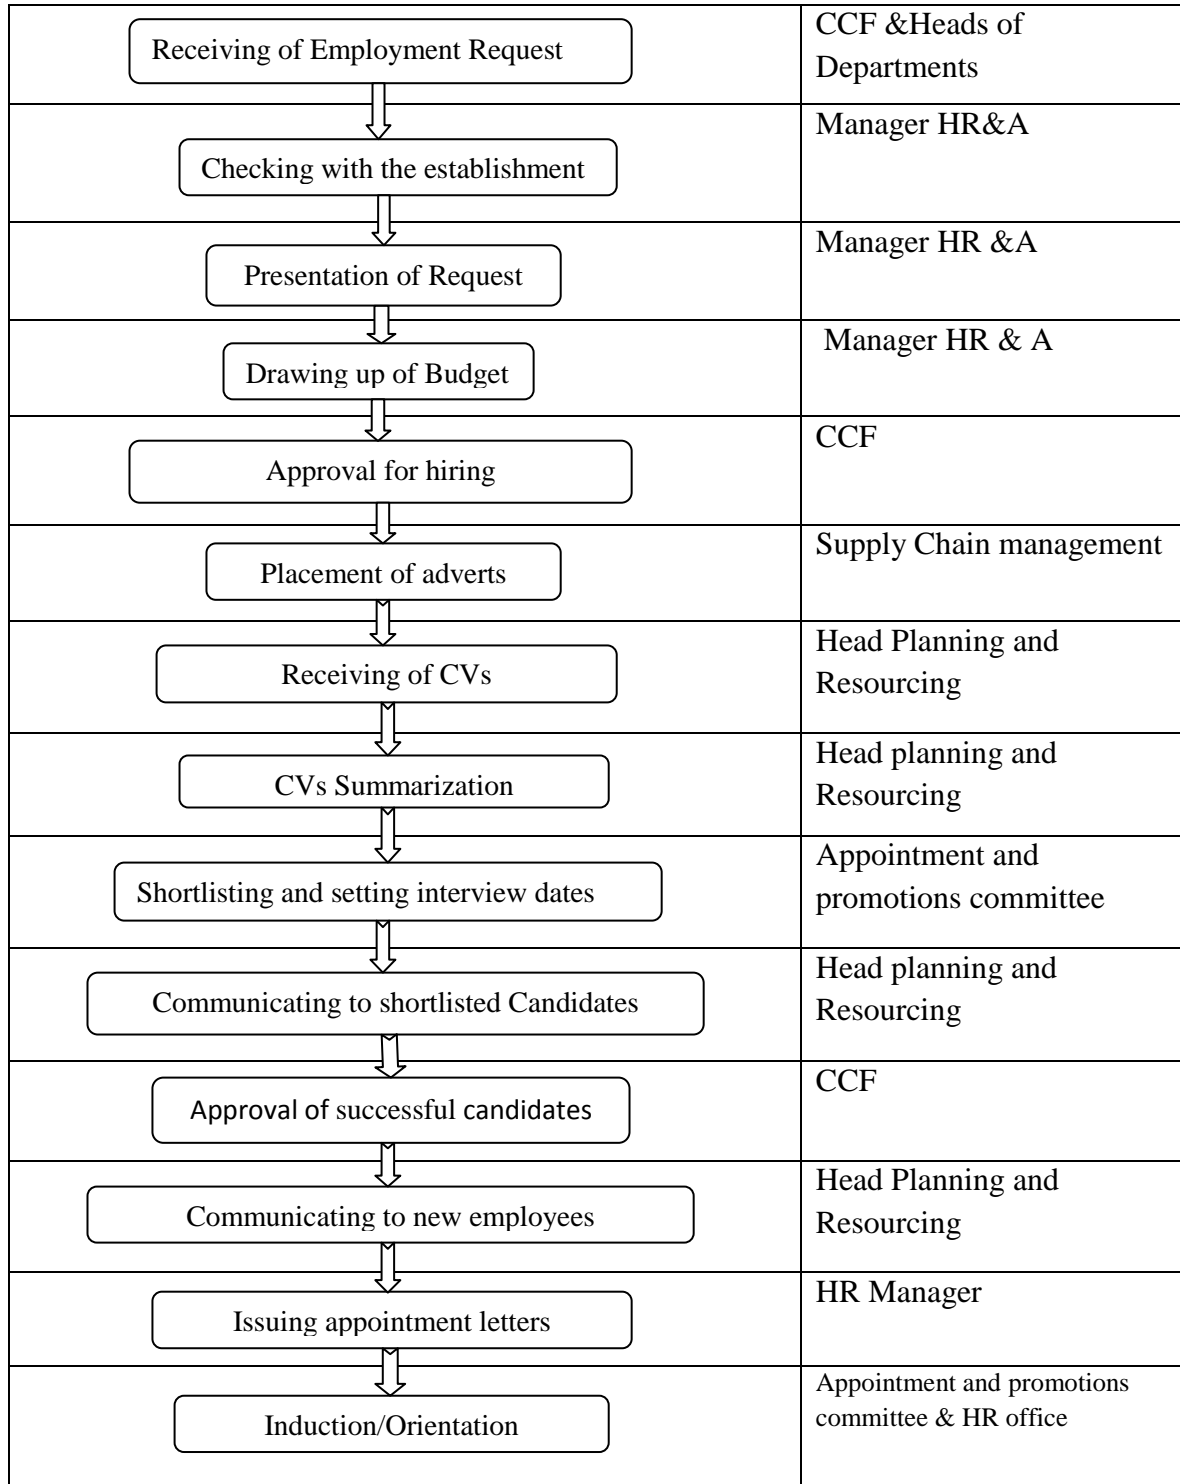 Receiving of Employment Request
CCF &Heads of
Departments
Checking with the establishment
Manager HR&A
Presentation of Request
Manager HR &A
Drawing up of Budget
Manager HR & A
Approval for hiring
CCF
Placement of adverts
Supply Chain management
Receiving of CVs
Head Planning and
Resourcing
CVs Summarization
Head planning and
Resourcing
Shortlisting and setting interview dates
Appointment and
promotions committee
Communicating to shortlisted Candidates
Head planning and
Resourcing
Approval of successful candidates
CCF
Communicating to new employees
Head Planning and
Resourcing
Issuing appointment letters
HR Manager
Induction/Orientation
Appointment and promotions
committee & HR office